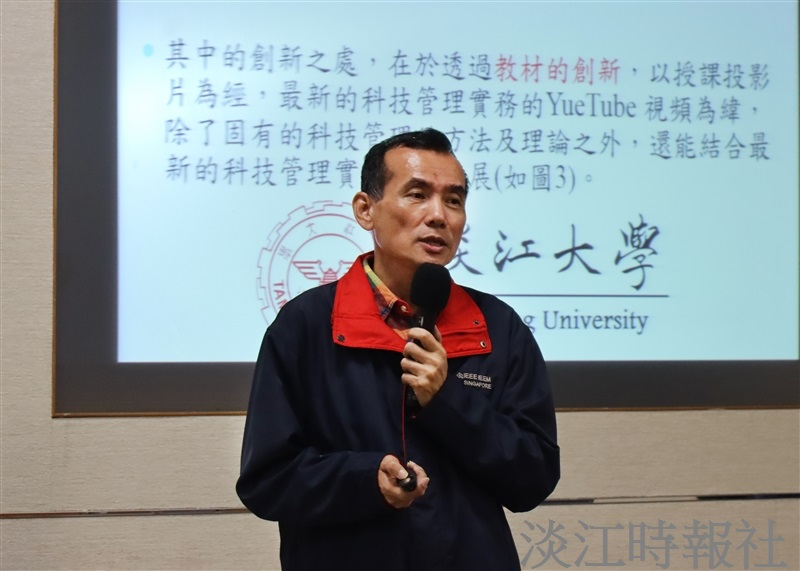 其中的創新之處，在於透過教材的創新，以授課投影
片為經，最新的科技管理實務的YueTube 視頻為緯，
除了固有的科技管 方法及理論之外，還能結合最
新的科技管理實 展(如圖3)。
江大學
University
SINGAPORE
淡江時報社